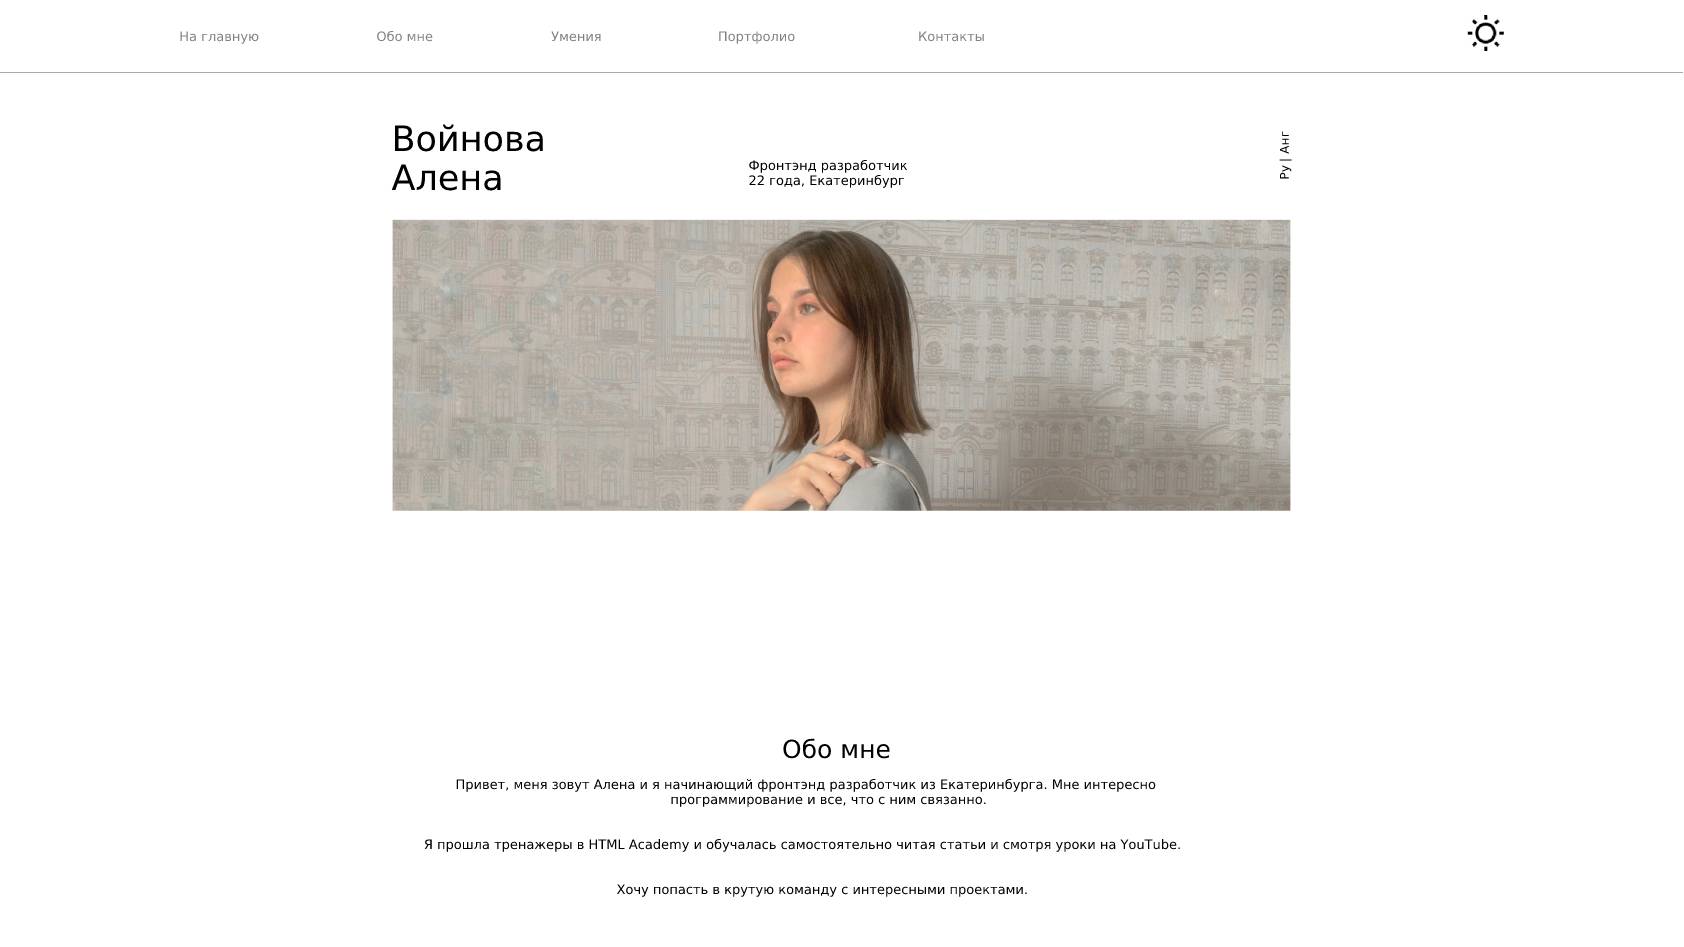 На главную
Обо мне
Умения
Портфолио
Контакты
Войнова
Алена
Фронтэнд разработчик
22 года, Екатеринбург
Ру | Анг
Обо мне
Привет, меня зовут Алена и я начинающий фронтэнд разработчик из Екатеринбурга. Мне интересно
программирование и все, что с ним связанно.
Я прошла тренажеры в HTML Academy и обучалась самостоятельно читая статьи и смотря уроки на YouTube.
Хочу попасть в крутую команду с интересными проектами.